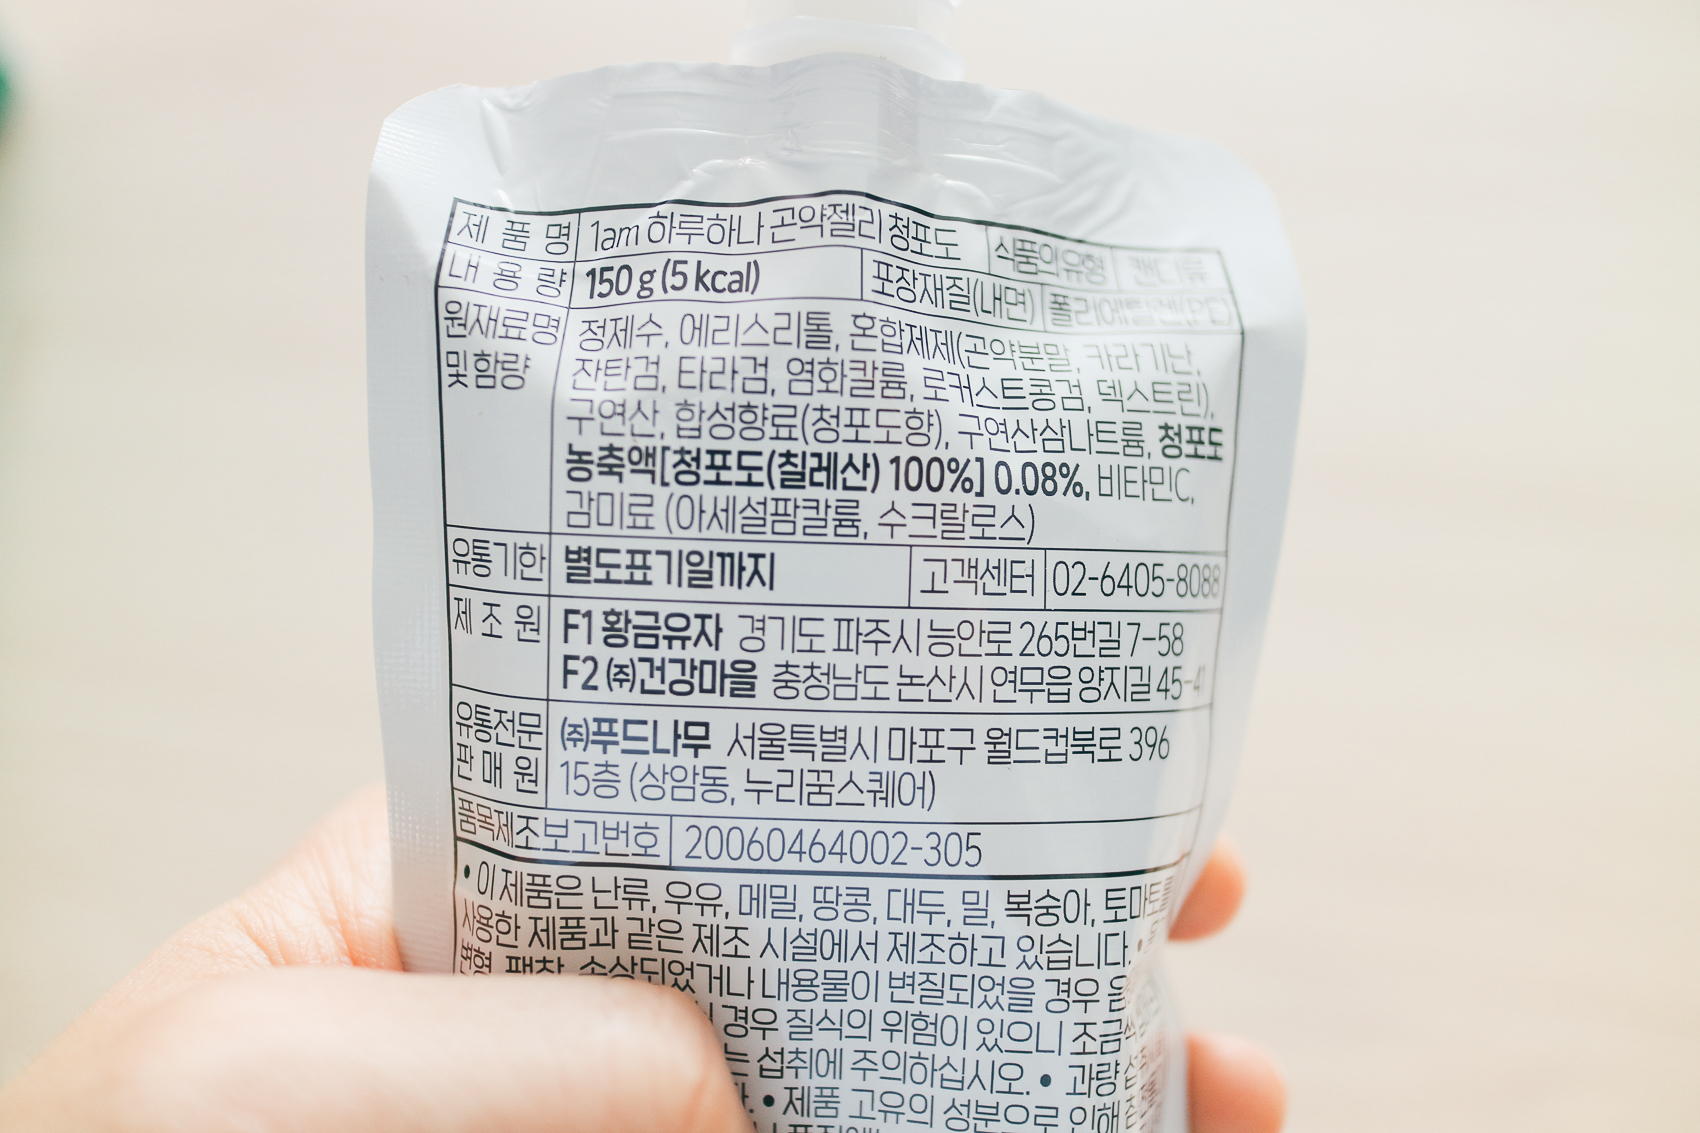 제 품 명 1am 하루하나 곤약젤리 청포도 식품의유형 캔디류
내 용 량 150 g (5 kcal) 포장재질(내면) 폴리에틸렌(PE)
원재료명 및 함량
정제수, 에리스리톨, 혼합제제(곤약분말, 카라기난,
잔탄검, 타라검, 염화칼륨, 로커스트콩검, 덱스트린),
구연산, 합성향료(청포도향), 구연산삼나트륨, 청포도
농축액[청포도(칠레산) 100%] 0.08%, 비타민C,
감미료 (아세설팜칼륨, 수크랄로스)
유통기한 별도표기일까지 고객센터 02-6405-8088
제 조 원 F1 황금유자 경기도 파주시 능안로 265번길 7-58
F2 ㈜건강마을 충청남도 논산시 연무읍 양지길 45-41
유통전문 판 매 원
㈜푸드나무 서울특별시 마포구 월드컵북로 396
15층 (상암동, 누리꿈스퀘어)
품목제조보고번호 20060464002-305
• 이 제품은 난류, 우유, 메밀, 땅콩, 대두, 밀, 복숭아, 토마토를
사용한 제품과 같은 제조 시설에서 제조하고 있습니다. •
변형, 팽창, 손상되었거나 내용물이 변질되었을 경우
경우 질식의 위험이 있으니 조금씩
는 섭취에 주의하십시오. • 과량
• 제품 고유의 성분으로 인해